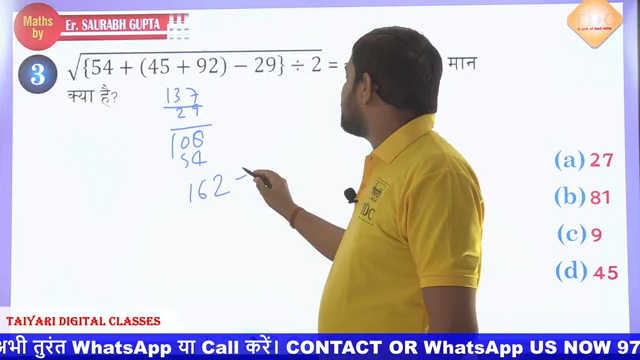 Maths by Er. SAURABH GUPTA
3 √{54 + (45 + 92) − 29} ÷ 2 = मान
क्या है?
137
29
108
54
162 −
(a) 27
(b) 81
(c) 9
(d) 45
TDC
TAIYARI DIGITAL CLASSES
अभी तुरंत WhatsApp या Call करें। CONTACT OR WhatsApp US NOW 97